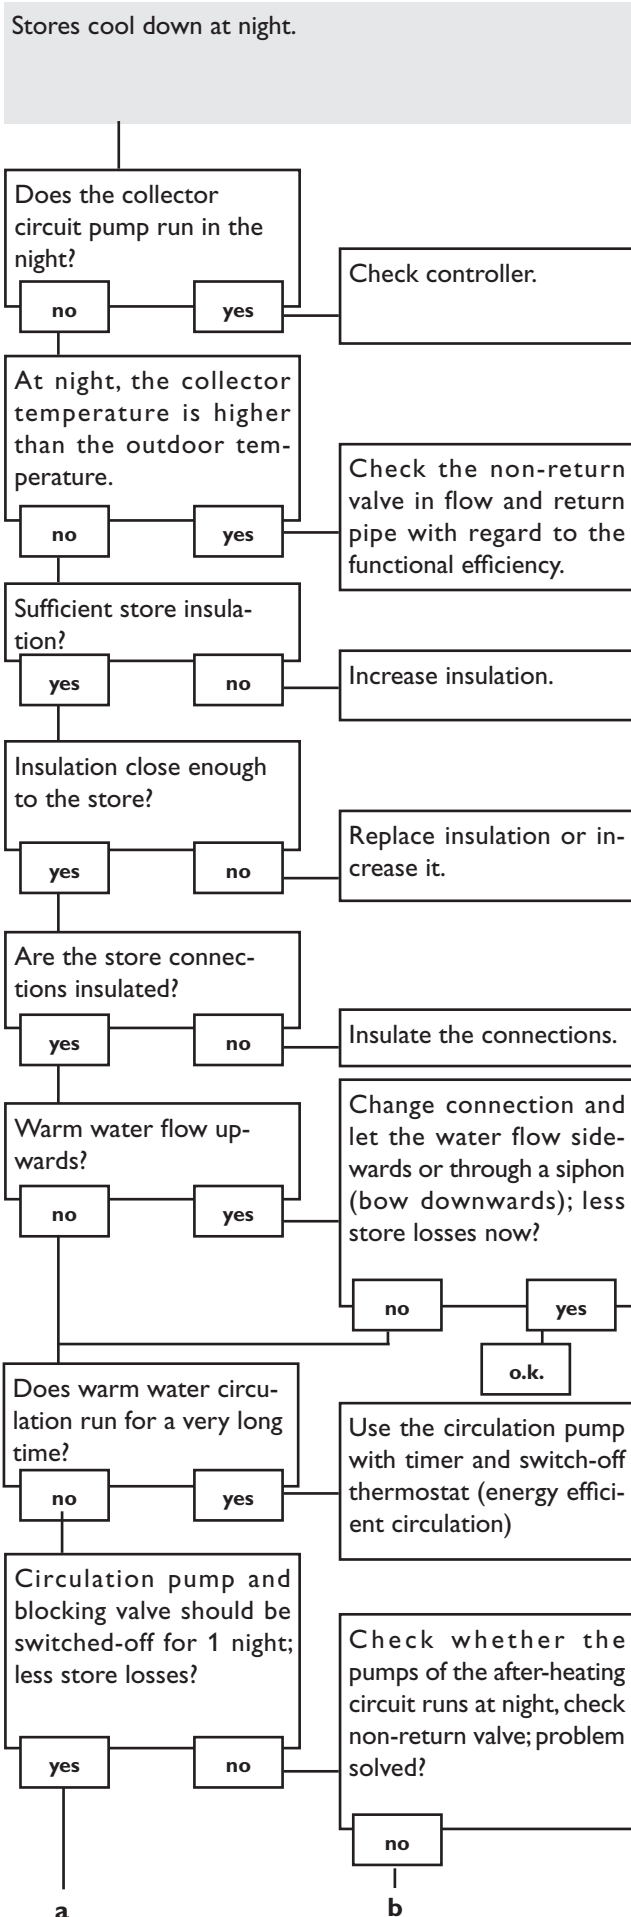 Stores cool down at night.
Does the collector
circuit pump run in the
night?
no
yes
Check controller.
At night, the collector
temperature is higher
than the outdoor tem-
perature.
no
yes
Check the non-return
valve in flow and return
pipe with regard to the
functional efficiency.
Sufficient store insula-
tion?
yes
no
Increase insulation.
Insulation close enough
to the store?
yes
no
Replace insulation or in-
crease it.
Are the store connec-
tions insulated?
yes
no
Insulate the connections.
Warm water flow up-
wards?
no
yes
Change connection and
let the water flow side-
wards or through a siphon
(bow downwards); less
store losses now?
no
yes
o.k.
Does warm water circu-
lation run for a very long
time?
no
yes
Use the circulation pump
with timer and switch-off
thermostat (energy effici-
ent circulation)
Circulation pump and
blocking valve should be
switched-off for 1 night;
less store losses?
yes
no
Check whether the
pumps of the after-heating
circuit runs at night, check
non-return valve; problem
solved?
no
a
b